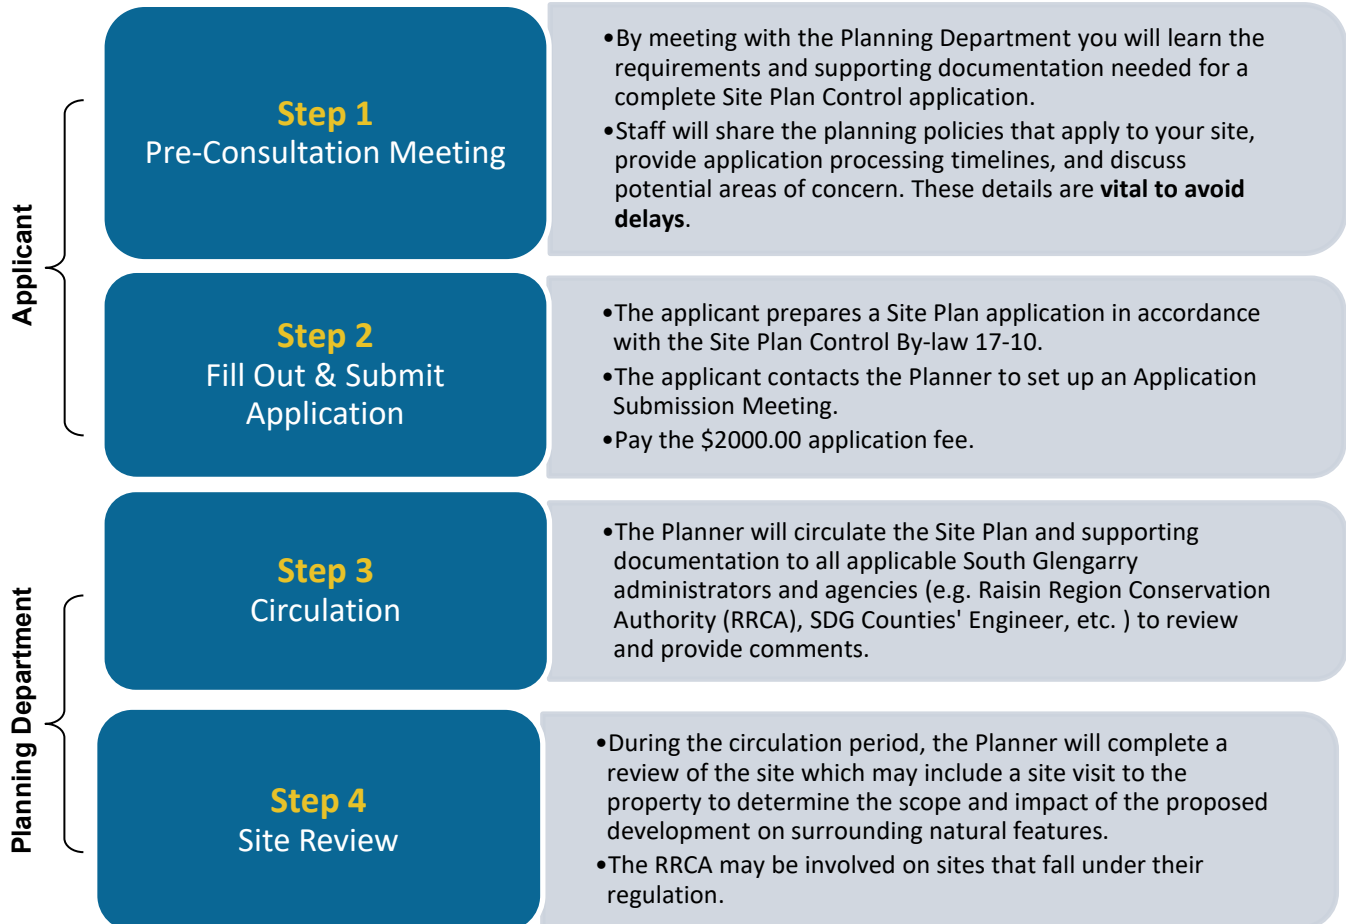 Applicant
Step 1
Pre-Consultation Meeting
•By meeting with the Planning Department you will learn the
requirements and supporting documentation needed for a
complete Site Plan Control application.
•Staff will share the planning policies that apply to your site,
provide application processing timelines, and discuss
potential areas of concern. These details are vital to avoid
delays.
Step 2
Fill Out & Submit
Application
•The applicant prepares a Site Plan application in accordance
with the Site Plan Control By-law 17-10.
•The applicant contacts the Planner to set up an Application
Submission Meeting.
•Pay the $2000.00 application fee.
Planning Department
Step 3
Circulation
•The Planner will circulate the Site Plan and supporting
documentation to all applicable South Glengarry
administrators and agencies (e.g. Raisin Region Conservation
Authority (RRCA), SDG Counties' Engineer, etc. ) to review
and provide comments.
Step 4
Site Review
•During the circulation period, the Planner will complete a
review of the site which may include a site visit to the
property to determine the scope and impact of the proposed
development on surrounding natural features.
•The RRCA may be involved on sites that fall under their
regulation.